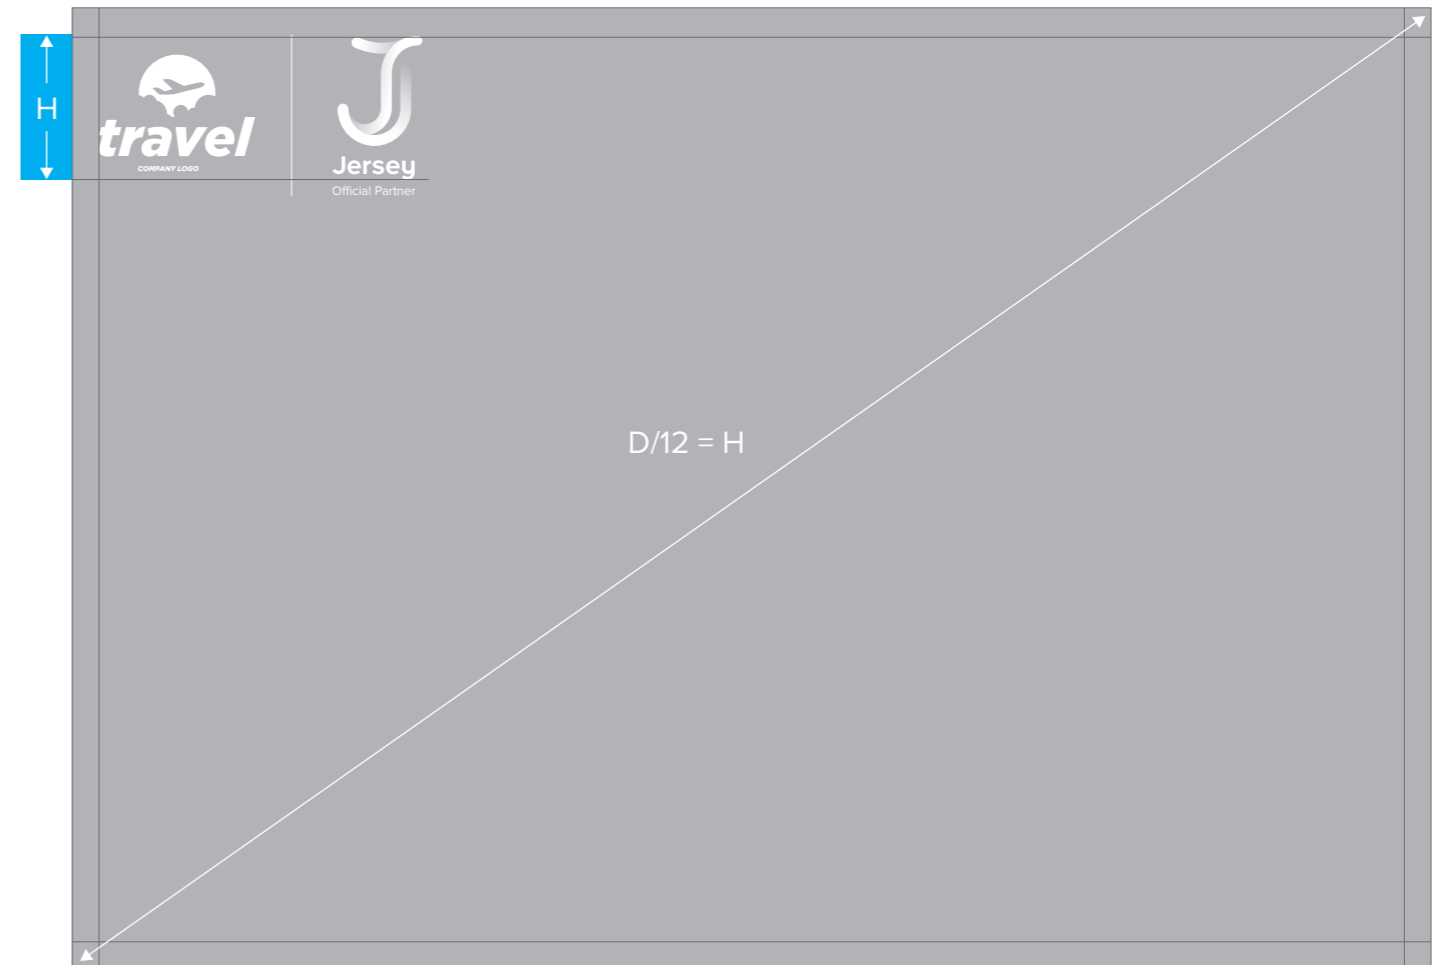 H
travel
COMPANY LOGO
Jersey
Official Partner
D/12 = H